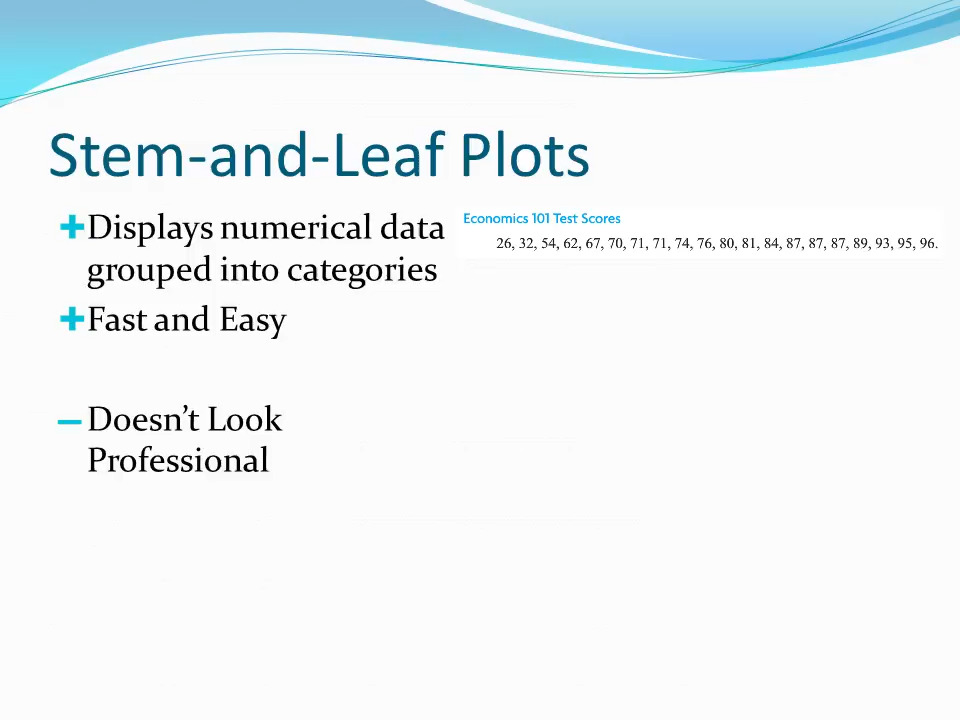 Stem-and-Leaf Plots
+Displays numerical data
grouped into categories
+Fast and Easy
–Doesn’t Look
Professional
Economics 101 Test Scores
26, 32, 54, 62, 67, 70, 71, 71, 74, 76, 80, 81, 84, 87, 87, 87, 89, 93, 95, 96.